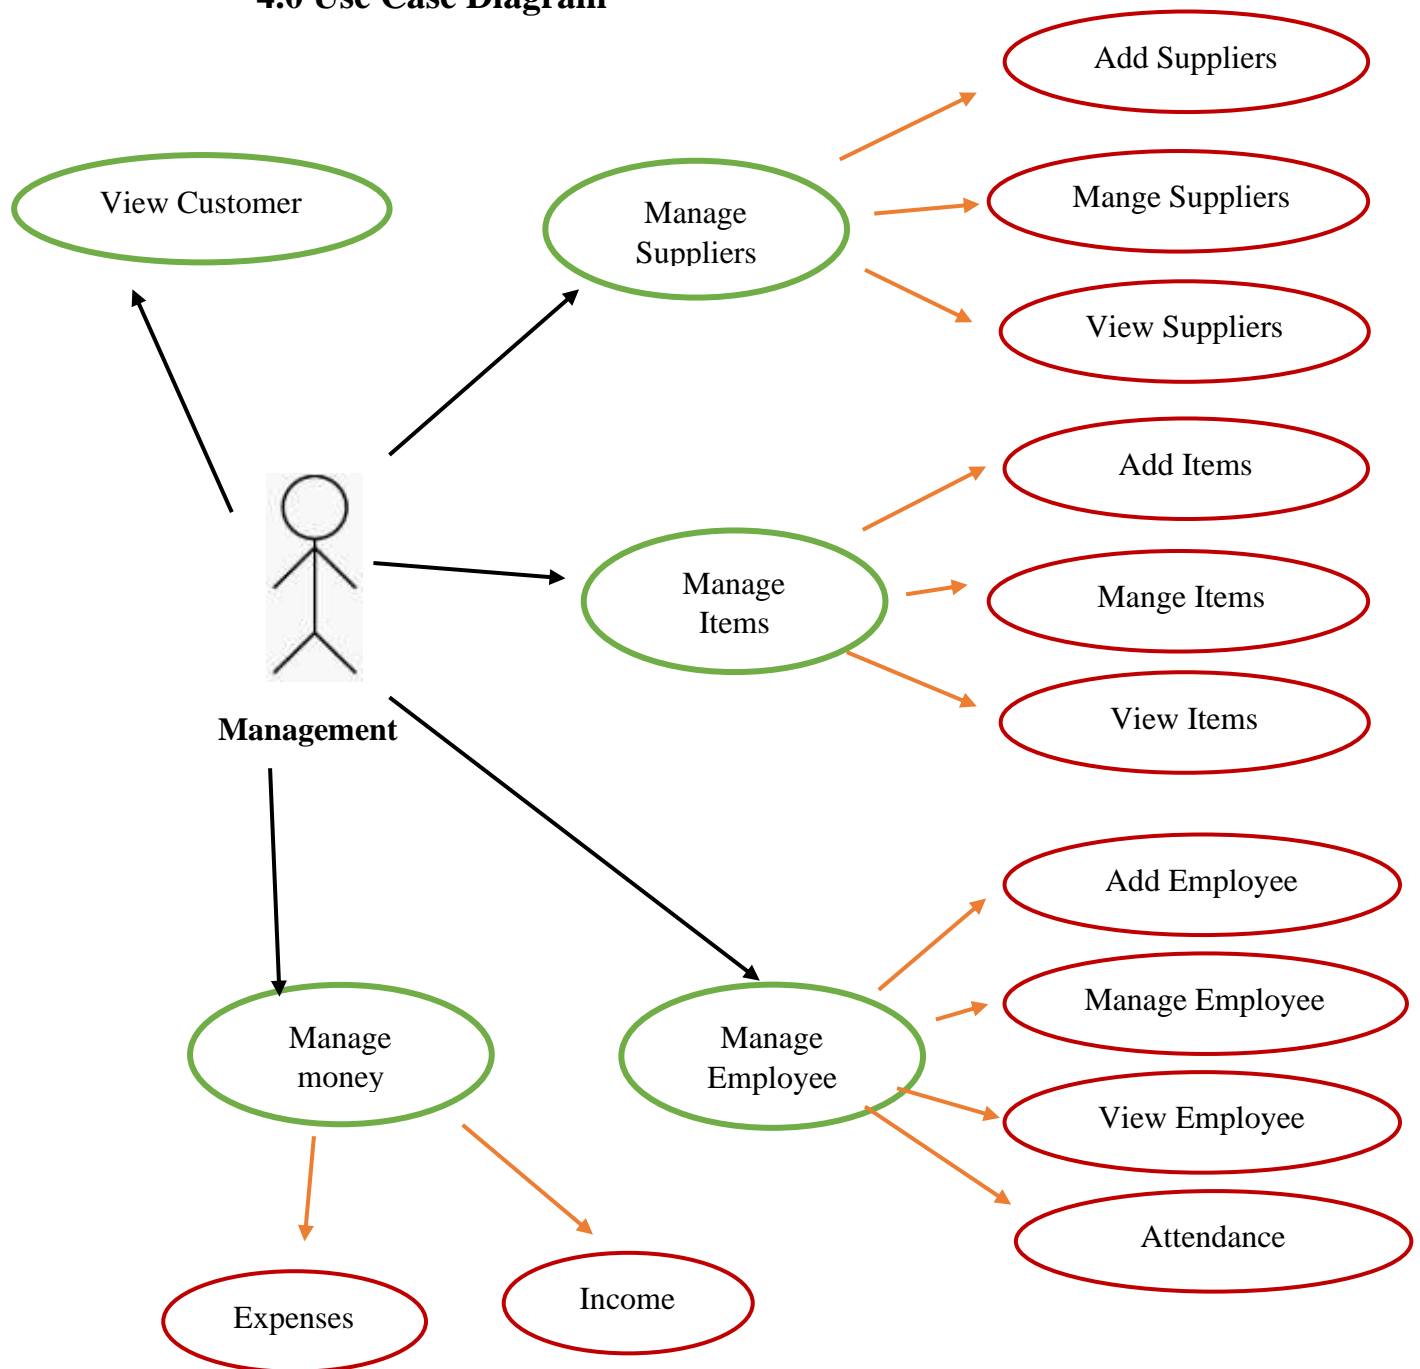 4.0 Use Case Diagram
Add Suppliers
View Customer
Manage
Suppliers
Mange Suppliers
View Suppliers
Add Items
Manage
Items
Mange Items
View Items
Management
Add Employee
Manage Employee
Manage
money
Manage
Employee
View Employee
Attendance
Expenses
Income